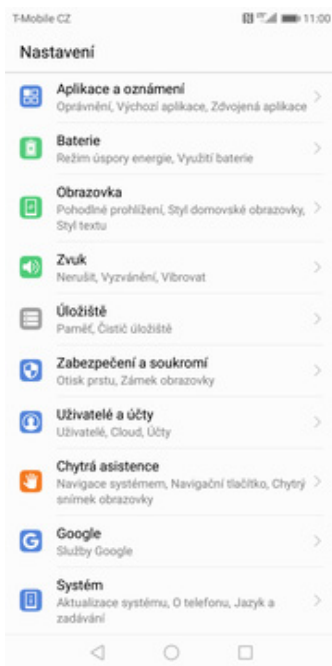 T-Mobile CZ 11:00
Nastavení
Aplikace a oznámení
Oprávnění, Výchozí aplikace, Zdvojená aplikace
Baterie
Režim úspory energie, Využití baterie
Obrazovka
Pohodlné prohlížení, Styl domovské obrazovky,
Styl textu
Zvuk
Nerušit, Vyzvánění, Vibrovat
Úložiště
Paměť, Čistič úložiště
Zabezpečení a soukromí
Otisk prstu, Zámek obrazovky
Uživatelé a účty
Uživatelé, Cloud, Účty
Chytrá asistence
Navigace systémem, Navigační tlačítko, Chytrý
snímek obrazovky
Google
Služby Google
Systém
Aktualizace systému, O telefonu, Jazyk a
zadávání